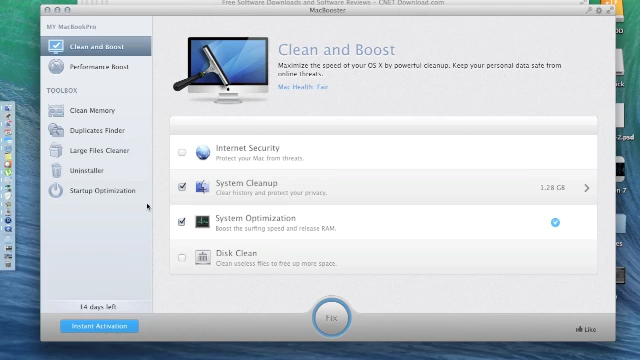 Free Software Downloads and Software Reviews - CNET Download.com
MacBooster
MY MacBookPro
Clean and Boost
Performance Boost
TOOLBOX
Clean Memory
Duplicates Finder
Large Files Cleaner
Uninstaller
Startup Optimization
14 days left
Instant Activation
Clean and Boost
Maximize the speed of your OS X by powerful cleanup. Keep your personal data safe from
online threats.
Mac Health: Fair
Internet Security
Protect your Mac from threats.
System Cleanup
Clear history and protect your privacy.
1.28 GB
System Optimization
Boost the surfing speed and release RAM.
Disk Clean
Clean useless files to free up more space.
Fix
Like
-2.psd